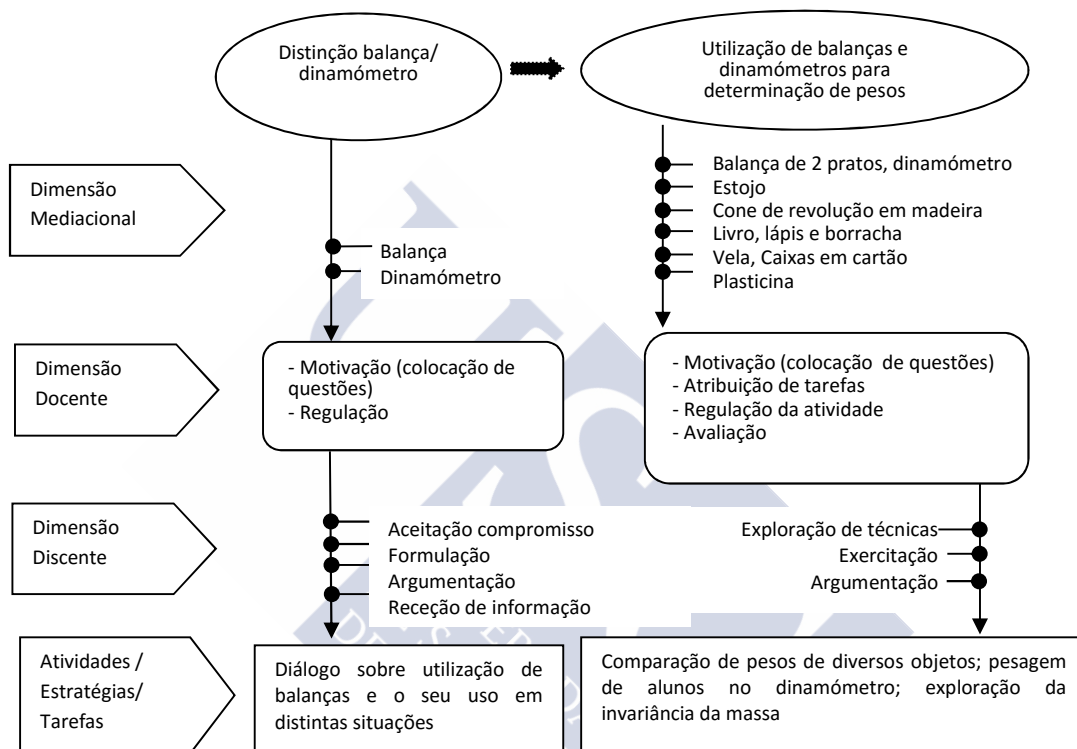 Distinção balança/
dinamómetro
Utilização de balanças e
dinamómetros para
determinação de pesos
Dimensão
Mediacional
Balança
Dinamómetro
Balança de 2 pratos, dinamómetro
Estojo
Cone de revolução em madeira
Livro, lápis e borracha
Vela, Caixas em cartão
Plasticina
Dimensão
Docente
- Motivação (colocação de
questões)
- Regulação
- Motivação (colocação de questões)
- Atribuição de tarefas
- Regulação da atividade
- Avaliação
Dimensão
Discente
Aceitação compromisso
Formulação
Argumentação
Receção de informação
Exploração de técnicas
Exercitação
Argumentação
Atividades /
Estratégias/
Tarefas
Diálogo sobre utilização de
balanças e o seu uso em
distintas situações
Comparação de pesos de diversos objetos; pesagem
de alunos no dinamómetro; exploração da
invariância da massa